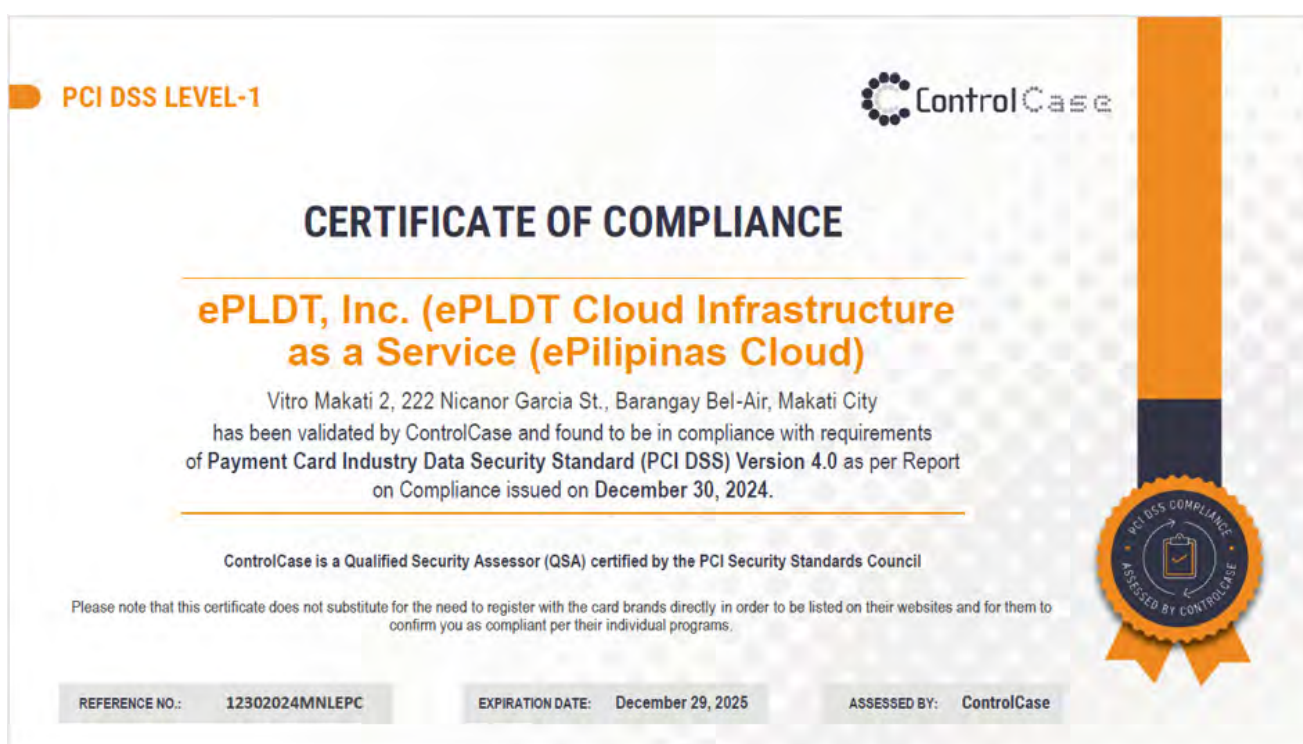 PCI DSS LEVEL-1
ControlCase
CERTIFICATE OF COMPLIANCE
ePLDT, Inc. (ePLDT Cloud Infrastructure
as a Service (ePilipinas Cloud)
Vitro Makati 2, 222 Nicanor Garcia St., Barangay Bel-Air, Makati City
has been validated by ControlCase and found to be in compliance with requirements
of Payment Card Industry Data Security Standard (PCI DSS) Version 4.0 as per Report
on Compliance issued on December 30, 2024.
PCI DSS COMPLIANCE
ASSESSED BY CONTROLCASE
ControlCase is a Qualified Security Assessor (QSA) certified by the PCI Security Standards Council
Please note that this certificate does not substitute for the need to register with the card brands directly in order to be listed on their websites and for them to
confirm you as compliant per their individual programs.
REFERENCE NO.: 12302024MNLEPC EXPIRATION DATE: December 29, 2025 ASSESSED BY: ControlCase